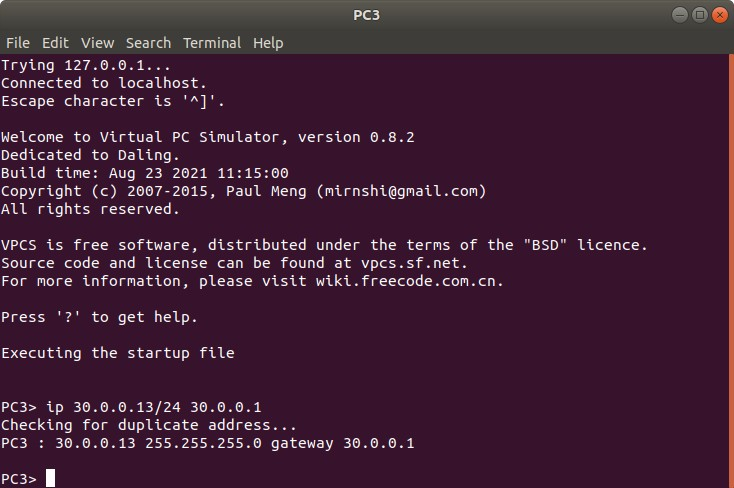 PC3
File Edit View Search Terminal Help
Trying 127.0.0.1...
Connected to localhost.
Escape character is '^]'.
Welcome to Virtual PC Simulator, version 0.8.2
Dedicated to Daling.
Build time: Aug 23 2021 11:15:00
Copyright (c) 2007-2015, Paul Meng (mirnshi@gmail.com)
All rights reserved.
VPCS is free software, distributed under the terms of the "BSD" licence.
Source code and license can be found at vpcs.sf.net.
For more information, please visit wiki.freecode.com.cn.
Press '?' to get help.
Executing the startup file
PC3> ip 30.0.0.13/24 30.0.0.1
Checking for duplicate address...
PC3 : 30.0.0.13 255.255.255.0 gateway 30.0.0.1
PC3>